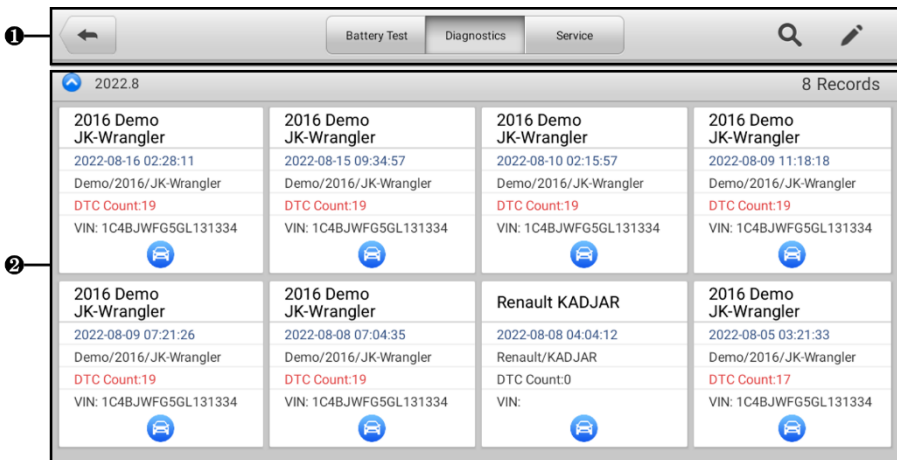 ❶
Battery Test Diagnostics Service
2022.8 8 Records
❷
2016 Demo
JK-Wrangler
2022-08-16 02:28:11
Demo/2016/JK-Wrangler
DTC Count:19
VIN: 1C4BJWFG5GL131334
2016 Demo
JK-Wrangler
2022-08-15 09:34:57
Demo/2016/JK-Wrangler
DTC Count:19
VIN: 1C4BJWFG5GL131334
2016 Demo
JK-Wrangler
2022-08-10 02:15:57
Demo/2016/JK-Wrangler
DTC Count:19
VIN: 1C4BJWFG5GL131334
2016 Demo
JK-Wrangler
2022-08-09 11:18:18
Demo/2016/JK-Wrangler
DTC Count:19
VIN: 1C4BJWFG5GL131334
2016 Demo
JK-Wrangler
2022-08-09 07:21:26
Demo/2016/JK-Wrangler
DTC Count:19
VIN: 1C4BJWFG5GL131334
2016 Demo
JK-Wrangler
2022-08-08 07:04:35
Demo/2016/JK-Wrangler
DTC Count:19
VIN: 1C4BJWFG5GL131334
Renault KADJAR
2022-08-08 04:04:12
Renault/KADJAR
DTC Count:0
VIN:
2016 Demo
JK-Wrangler
2022-08-05 03:21:33
Demo/2016/JK-Wrangler
DTC Count:17
VIN: 1C4BJWFG5GL131334